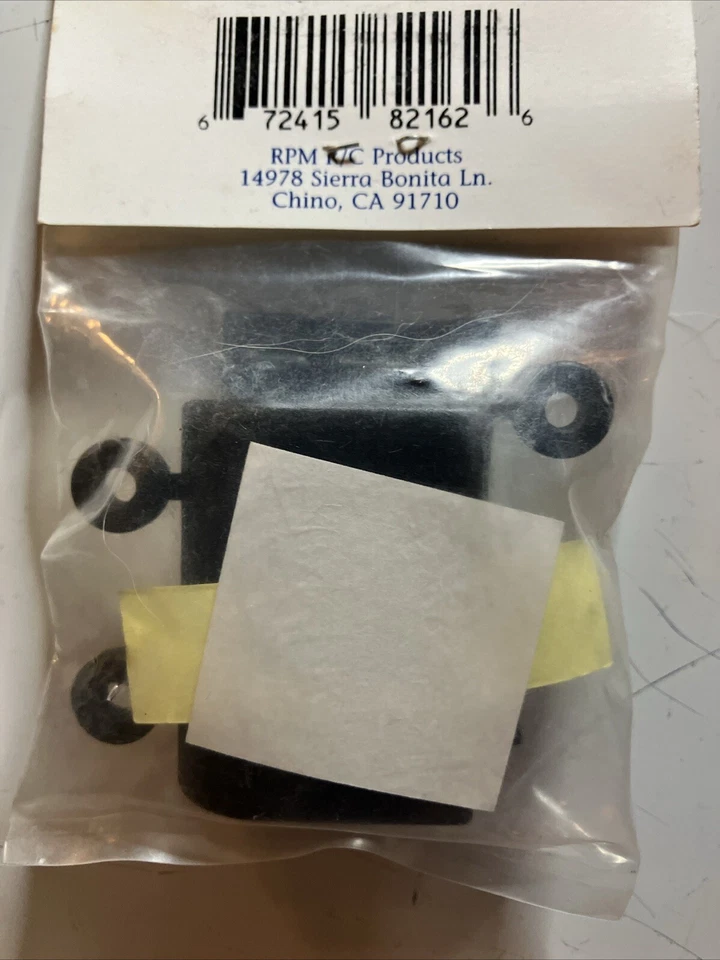 6 72415 82162 6
RPM R/C Products
14978 Sierra Bonita Ln.
Chino, CA 91710